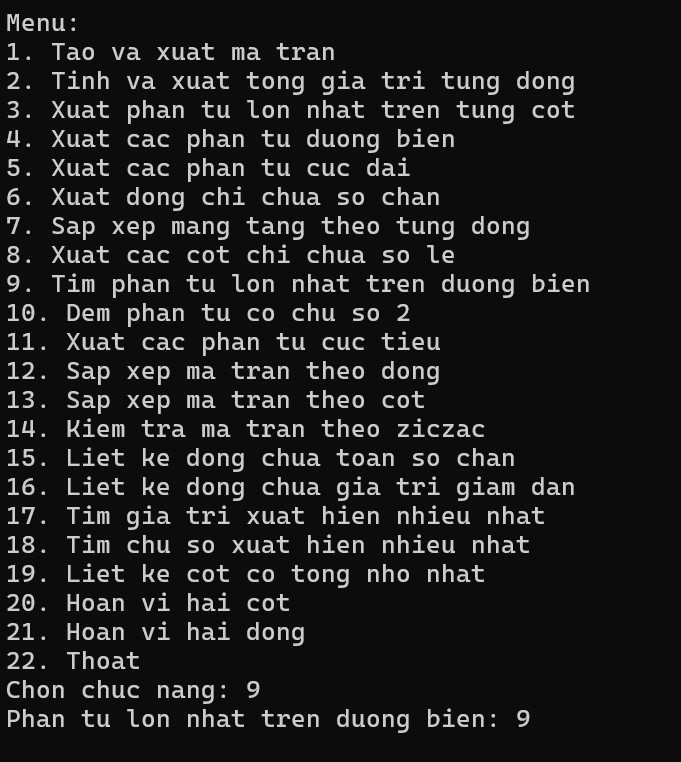 Menu:
1. Tao va xuat ma tran
2. Tinh va xuat tong gia tri tung dong
3. Xuat phan tu lon nhat tren tung cot
4. Xuat cac phan tu duong bien
5. Xuat cac phan tu cuc dai
6. Xuat dong chi chua so chan
7. Sap xep mang tang theo tung dong
8. Xuat cac cot chi chua so le
9. Tim phan tu lon nhat tren duong bien
10. Dem phan tu co chu so 2
11. Xuat cac phan tu cuc tieu
12. Sap xep ma tran theo dong
13. Sap xep ma tran theo cot
14. Kiem tra ma tran theo ziczac
15. Liet ke dong chua toan so chan
16. Liet ke dong chua gia tri giam dan
17. Tim gia tri xuat hien nhieu nhat
18. Tim chu so xuat hien nhieu nhat
19. Liet ke cot co tong nho nhat
20. Hoan vi hai cot
21. Hoan vi hai dong
22. Thoat
Chon chuc nang: 9
Phan tu lon nhat tren duong bien: 9